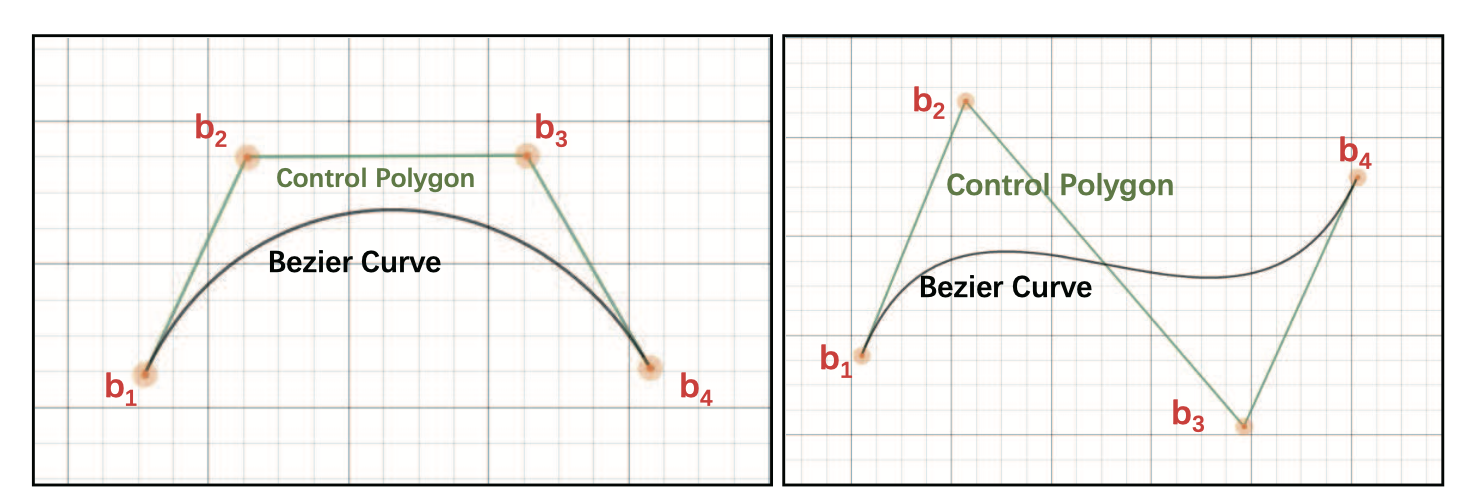 b2
b3
Control Polygon
Bezier Curve
b1
b4
b2
b4
Control Polygon
Bezier Curve
b1
b3